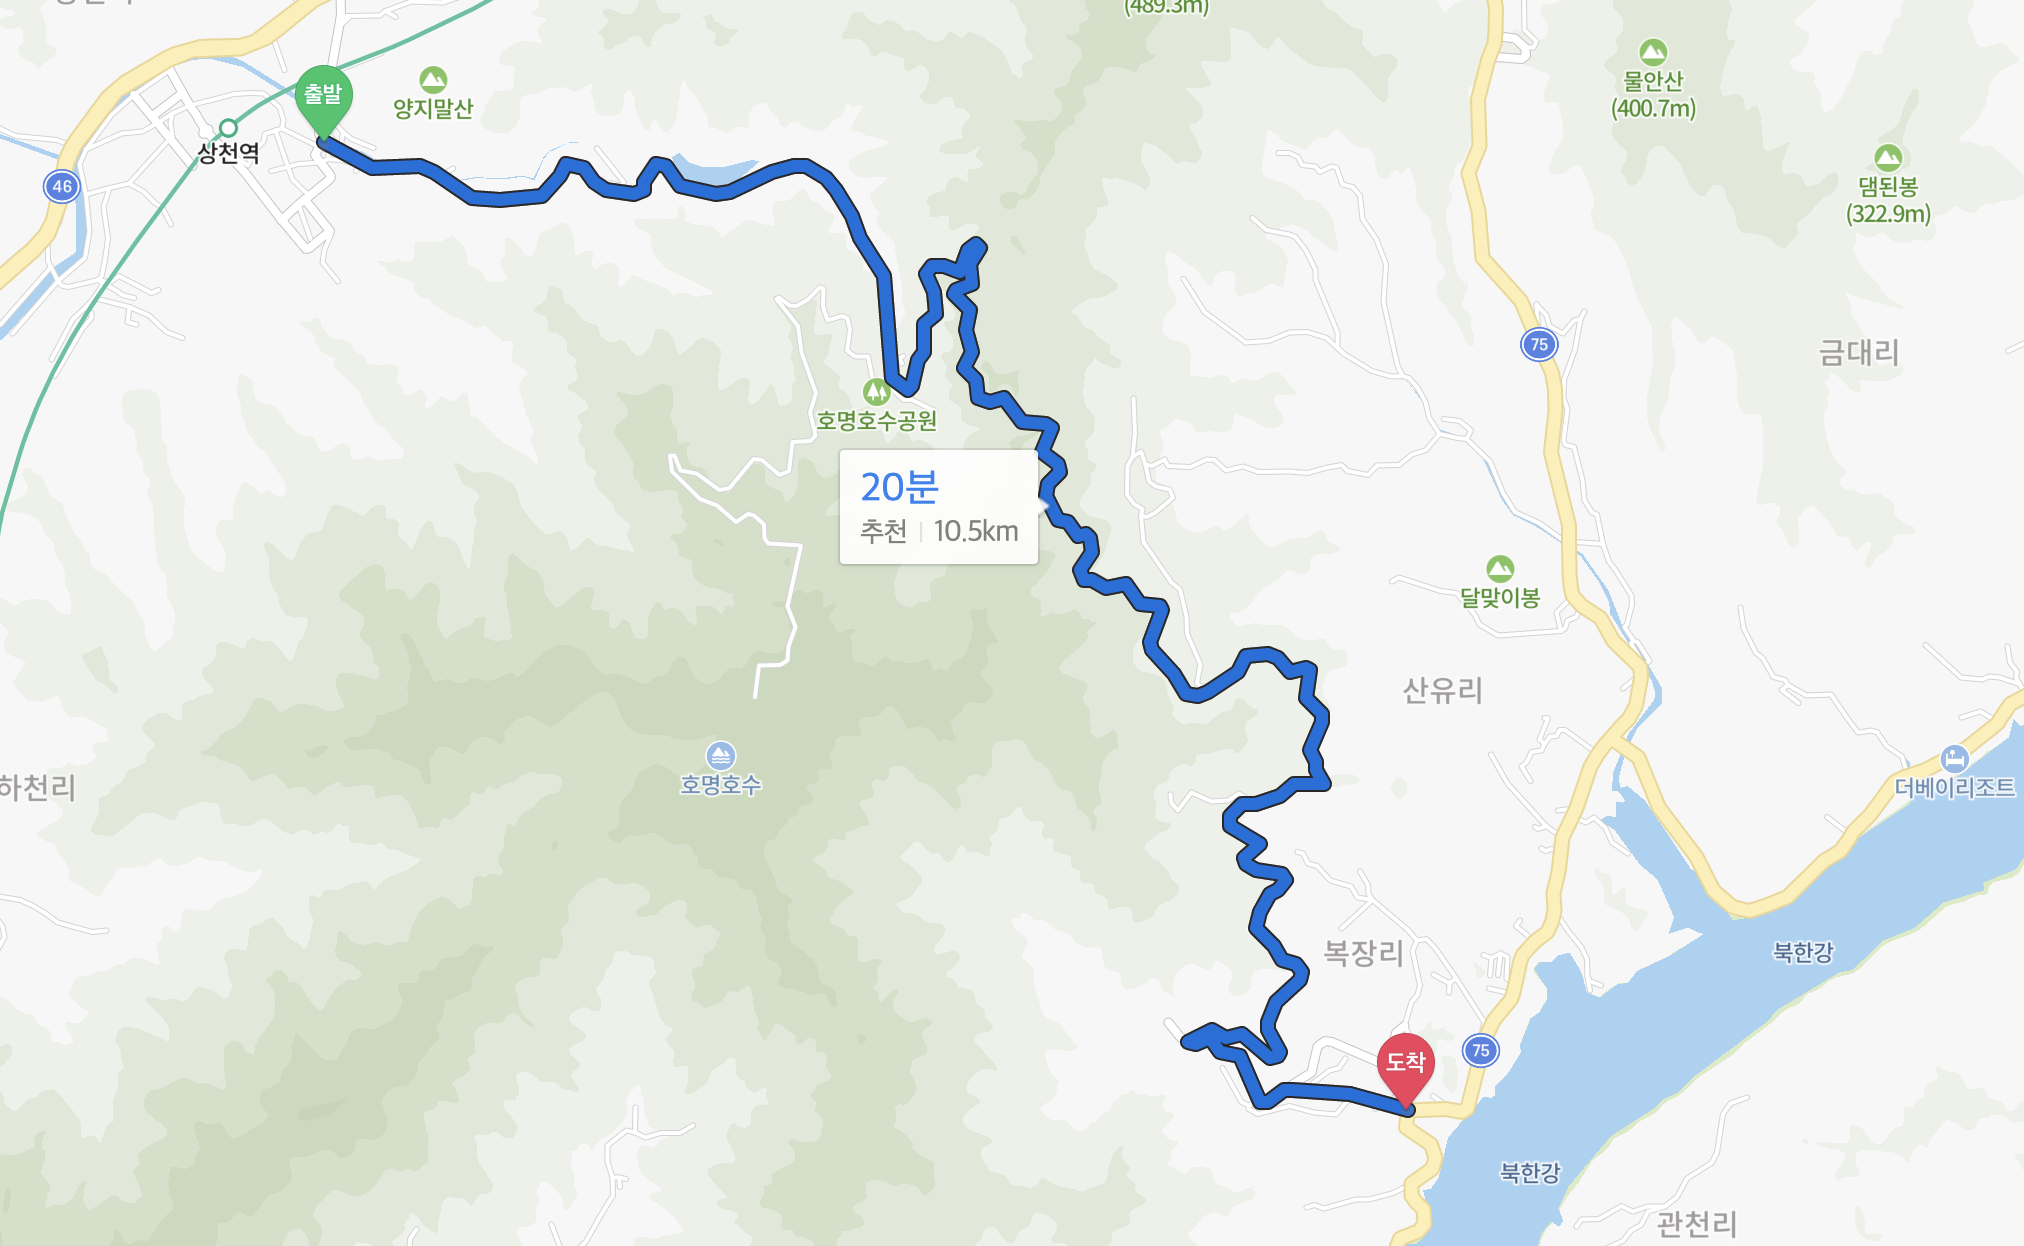 (489.3m)
물안산
(400.7m)
출발
양지말산
상천역
46
댐된봉
(322.9m)
75
금대리
호명호수공원
20분
추천 10.5km
달맞이봉
산유리
호명호수
하천리
더베이리조트
복장리
북한강
75
도착
북한강
관천리